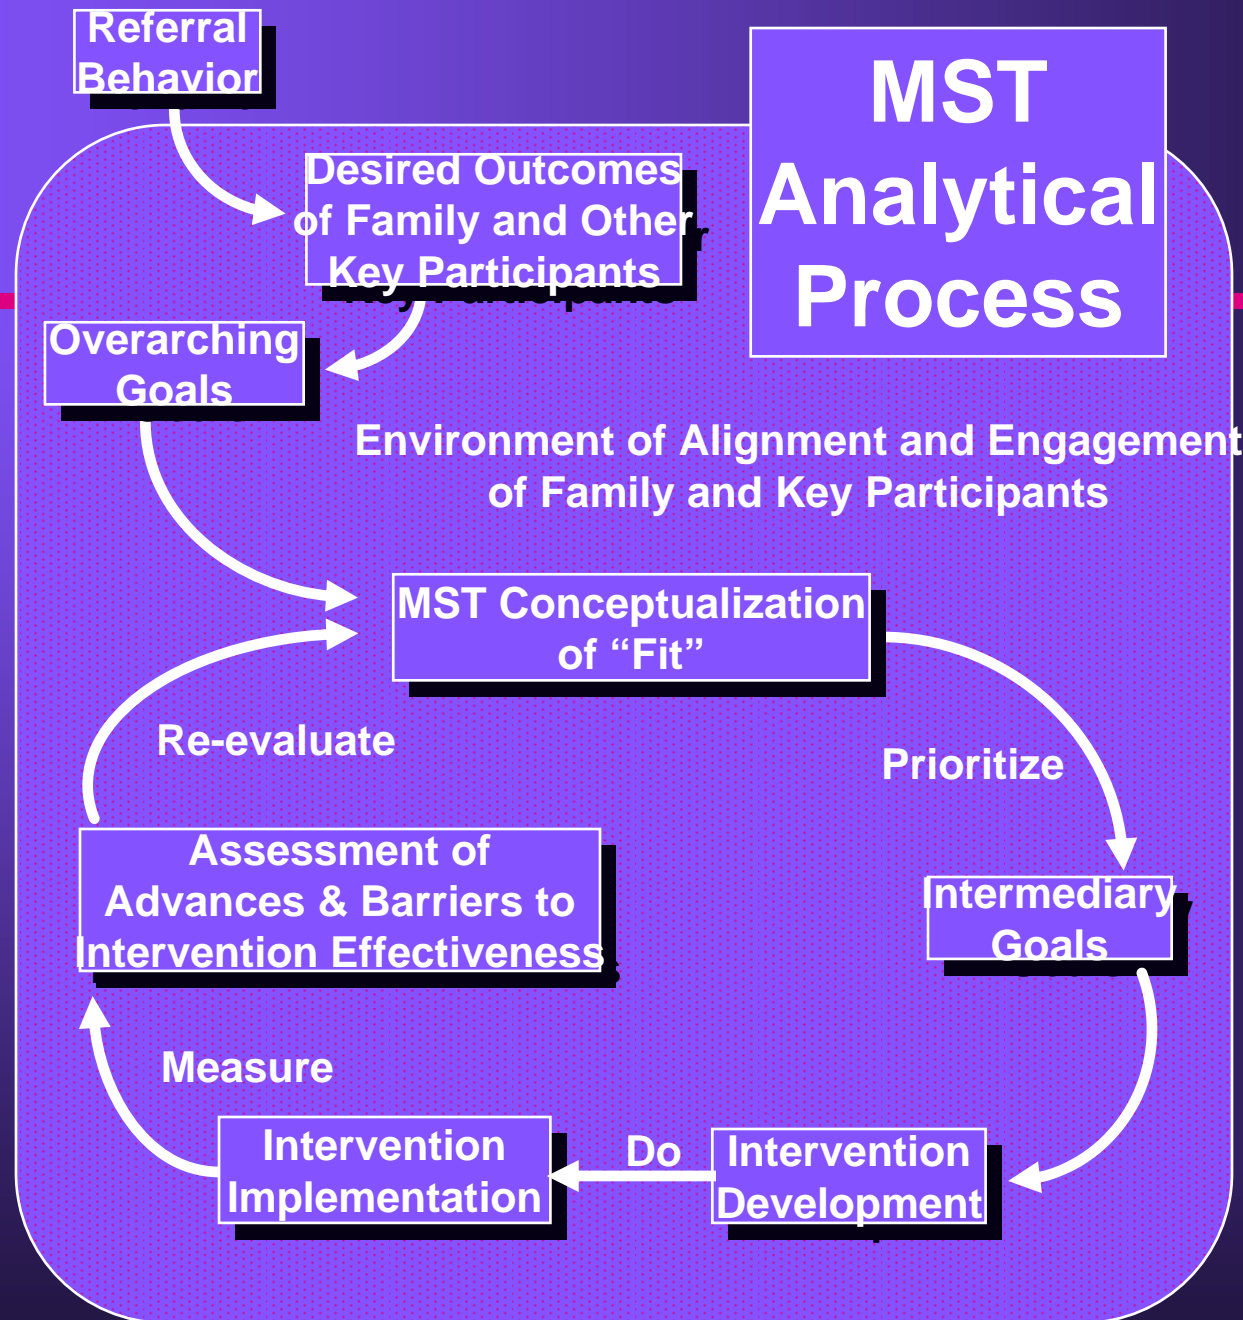 Referral
Behavior
MST
Analytical
Process
Desired Outcomes
of Family and Other
Key Participants
Overarching
Goals
Environment of Alignment and Engagement
of Family and Key Participants
MST Conceptualization
of “Fit”
Re-evaluate
Prioritize
Assessment of
Advances & Barriers to
Intervention Effectiveness
Intermediary
Goals
Measure
Intervention
Implementation
Do
Intervention
Development